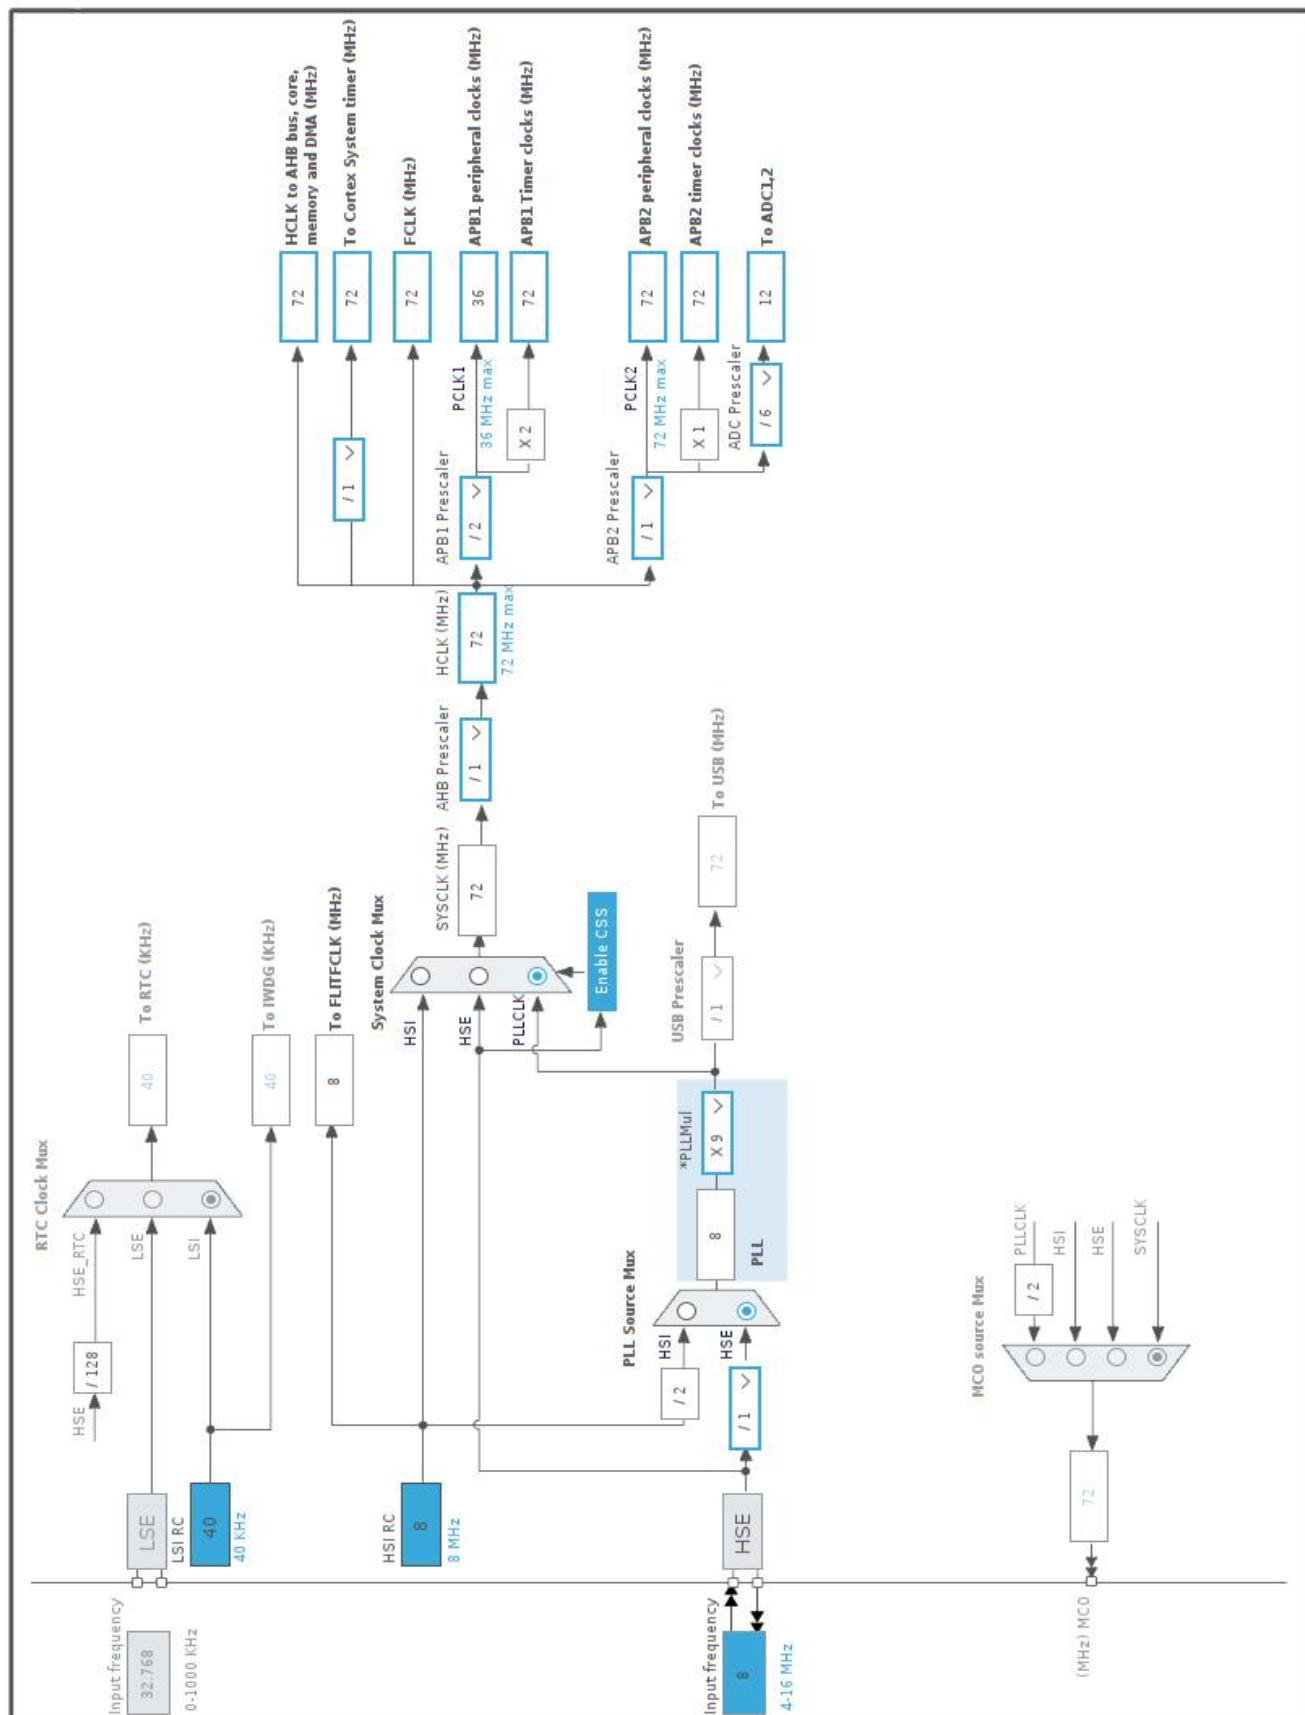 RTC Clock Mux
HSE
/ 128
HSE_RTC
LSE
LSI
40
To RTC (KHz)
Input frequency
32.768
0-1000 KHz
LSE
LSI RC
40
40 KHz
40
To IWDG (KHz)
HSI RC
8
8 MHz
8
To FLITFCLK (MHz)
System Clock Mux
HSI
HSE
PLLCLK
Enable CSS
SYSCLK (MHz)
72
AHB Prescaler
/ 1
HCLK (MHz)
72
72 MHz max
72
HCLK to AHB bus, core,
memory and DMA (MHz)
/ 1
72
To Cortex System timer (MHz)
72
FCLK (MHz)
APB1 Prescaler
/ 2
PCLK1
36 MHz max
36
APB1 peripheral clocks (MHz)
X 2
72
APB1 Timer clocks (MHz)
APB2 Prescaler
/ 1
PCLK2
72 MHz max
72
APB2 peripheral clocks (MHz)
X 1
72
APB2 timer clocks (MHz)
ADC Prescaler
/ 6
12
To ADC1,2
Input frequency
8
4-16 MHz
HSE
/ 1
PLL Source Mux
/ 2
HSI
HSE
8
PLL
*PLLMul
X 9
USB Prescaler
/ 1
72
To USB (MHz)
MCO source Mux
(MHz) MCO
72
/ 2
PLLCLK
HSI
HSE
SYSCLK